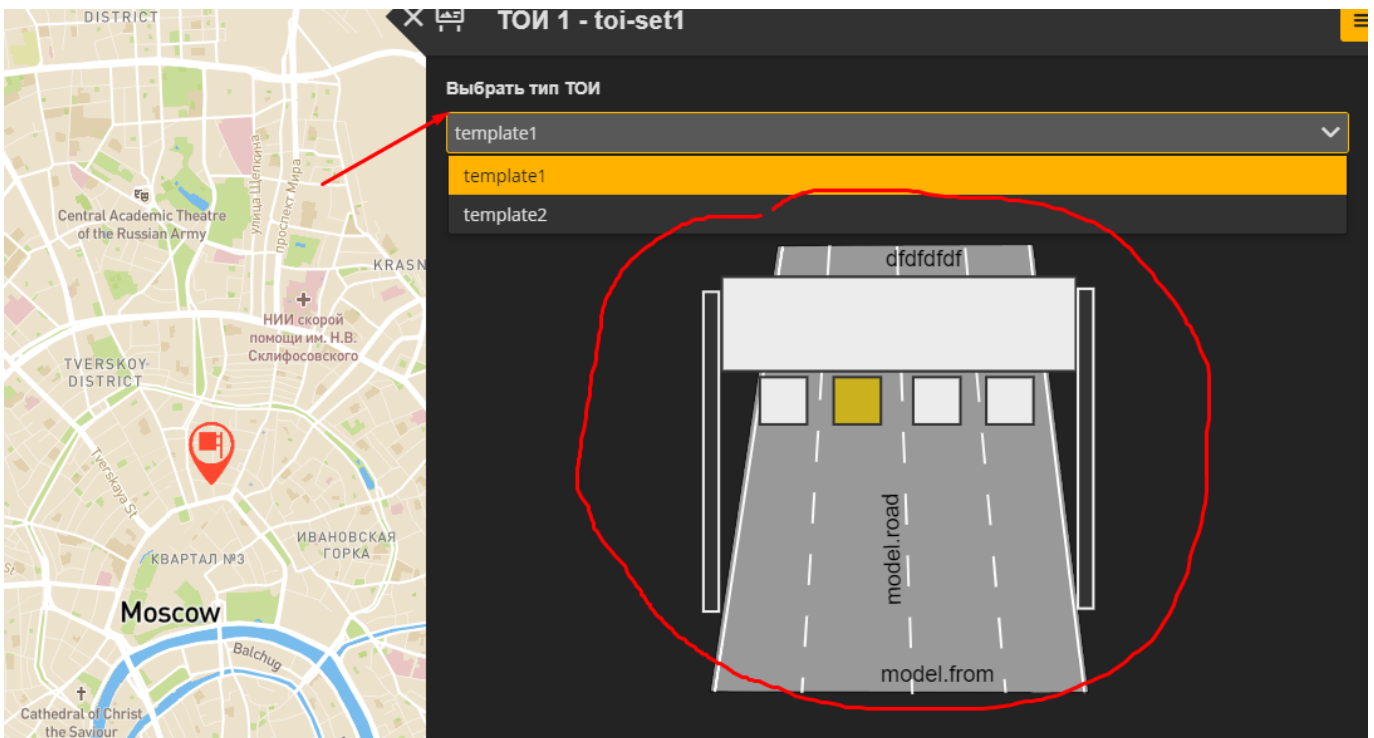 DISTRICT
ТОИ 1 - toi-set1
Выбрать тип ТОИ
template1
template1
template2
улица Щепкина
проспект Мира
Central Academic Theatre
of the Russian Army
KRASN
НИИ скорой
помощи им. Н.В.
Склифосовского
TVERSKOY
DISTRICT
Tverskaya St
ИВАНОВСКАЯ
ГОРКА
КВАРТАЛ №3
St
Moscow
Balchug
Cathedral of Christ
the Saviour
dfdfdfdf
model.road
model.from